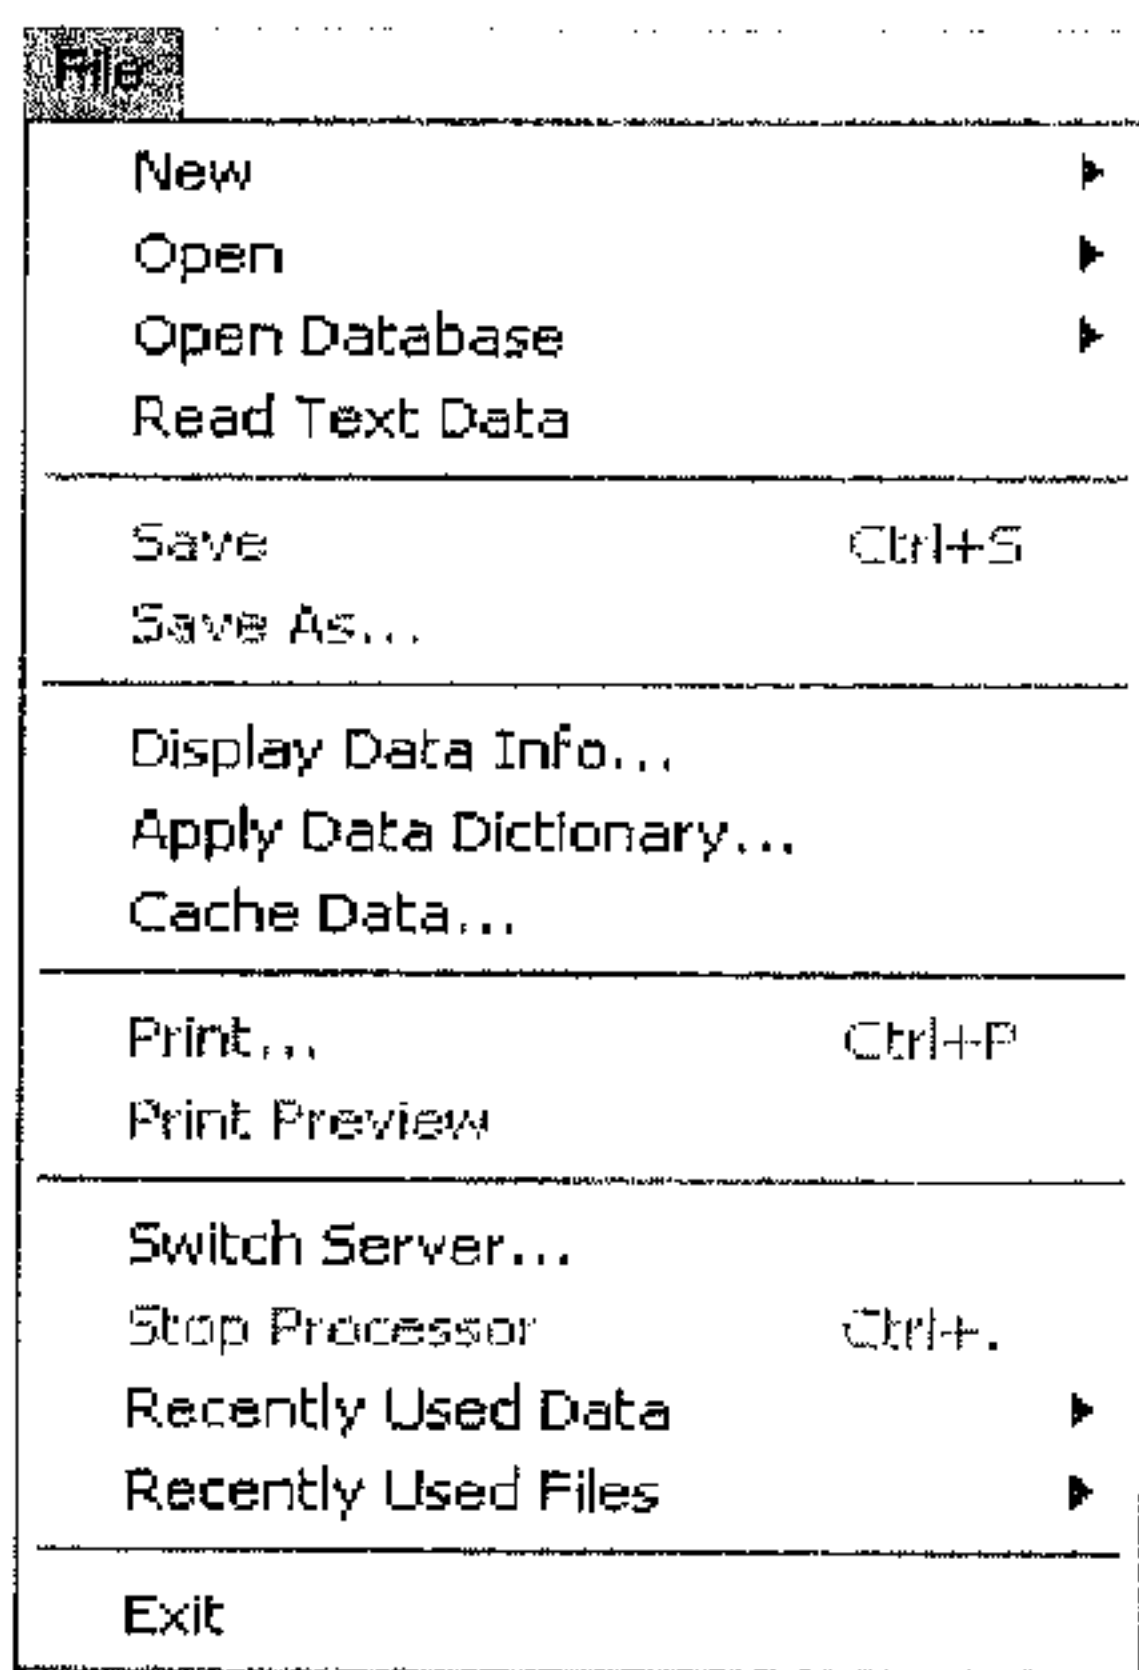 File
New
Open
Open Database
Read Text Data
Save Ctrl+S
Save As...
Display Data Info...
Apply Data Dictionary...
Cache Data...
Print... Ctrl+P
Print Preview
Switch Server...
Stop Processor Ctrl+.
Recently Used Data
Recently Used Files
Exit